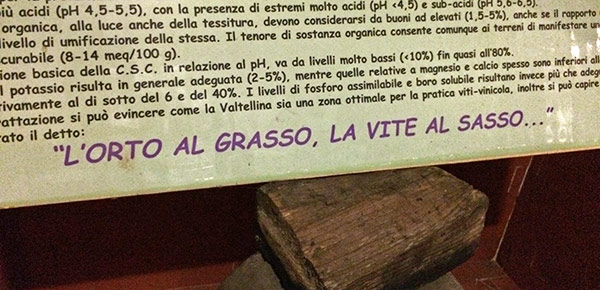 più acidi (pH 4,5-5,5), con la presenza di estremi molto acidi (pH <4,5) e sub-acidi (pH 5,6-6,5).
organica, alla luce anche della tessitura, devono considerarsi da buoni ad elevati (1,5-5%), anche se il rapporto
livello di umificazione della stessa. Il tenore di sostanza organica consente comunque ai terreni di manifestare un
scurabile (8-14 meq/100 g).
zione basica della C.S.C. in relazione al pH, va da livelli molto bassi (<10%) fin quasi all'80%.
l potassio risulta in generale adeguata (2-5%), mentre quelle relative a magnesio e calcio spesso sono inferiori all
tivamente al di sotto del 6 e del 40%. I livelli di fosforo assimilabile e boro solubile risultano invece più che adeg
rattazione si può evincere come la Valtellina sia una zona ottimale per la pratica viti-vinicola, inoltre si può capire
rato il detto:
"L'ORTO AL GRASSO, LA VITE AL SASSO..."